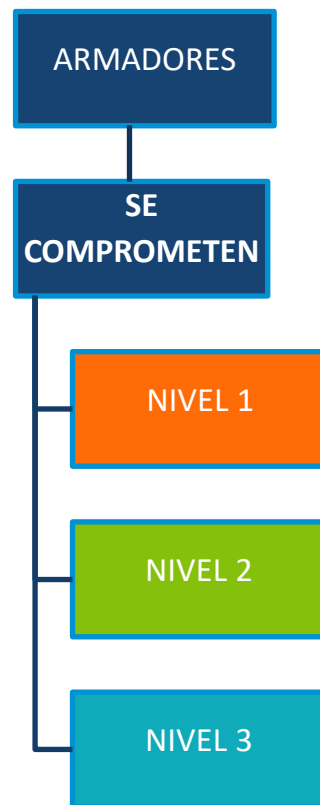 ARMADORES
SE
COMPROMETEN
NIVEL 1
NIVEL 2
NIVEL 3